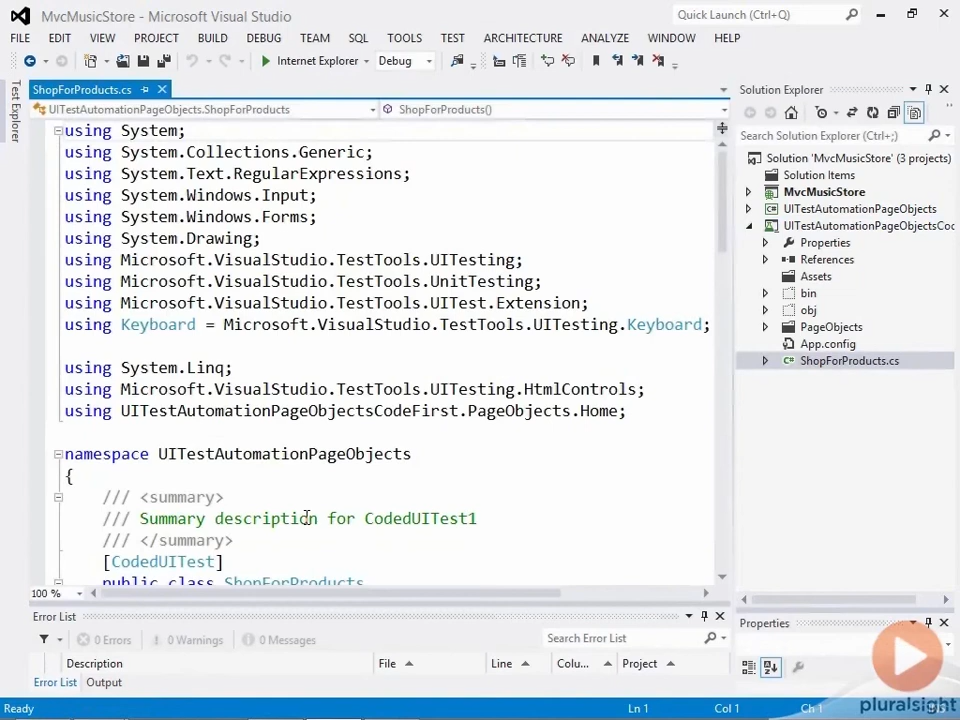 MvcMusicStore - Microsoft Visual Studio
Quick Launch (Ctrl+Q)
FILE EDIT VIEW PROJECT BUILD DEBUG TEAM SQL TOOLS TEST ARCHITECTURE ANALYZE WINDOW HELP
Internet Explorer Debug
Test Explorer
ShopForProducts.cs
UITestAutomationPageObjects.ShopForProducts
ShopForProducts()
using System;
using System.Collections.Generic;
using System.Text.RegularExpressions;
using System.Windows.Input;
using System.Windows.Forms;
using System.Drawing;
using Microsoft.VisualStudio.TestTools.UITesting;
using Microsoft.VisualStudio.TestTools.UnitTesting;
using Microsoft.VisualStudio.TestTools.UITest.Extension;
using Keyboard = Microsoft.VisualStudio.TestTools.UITesting.Keyboard;
using System.Linq;
using Microsoft.VisualStudio.TestTools.UITesting.HtmlControls;
using UITestAutomationPageObjectsCodeFirst.PageObjects.Home;
namespace UITestAutomationPageObjects
{
/// <summary>
/// Summary description for CodedUITest1
/// </summary>
[CodedUITest]
public class ShopForProducts
100 %
Solution Explorer
Search Solution Explorer (Ctrl+;)
Solution 'MvcMusicStore' (3 projects)
Solution Items
MvcMusicStore
UITestAutomationPageObjects
UITestAutomationPageObjectsCod
Properties
References
Assets
bin
obj
PageObjects
App.config
ShopForProducts.cs
Error List
0 Errors 0 Warnings 0 Messages
Search Error List
Description File Line Colu... Project
Error List Output
Properties
pluralsight
Ready Ln 1 Col 1 Ch 1